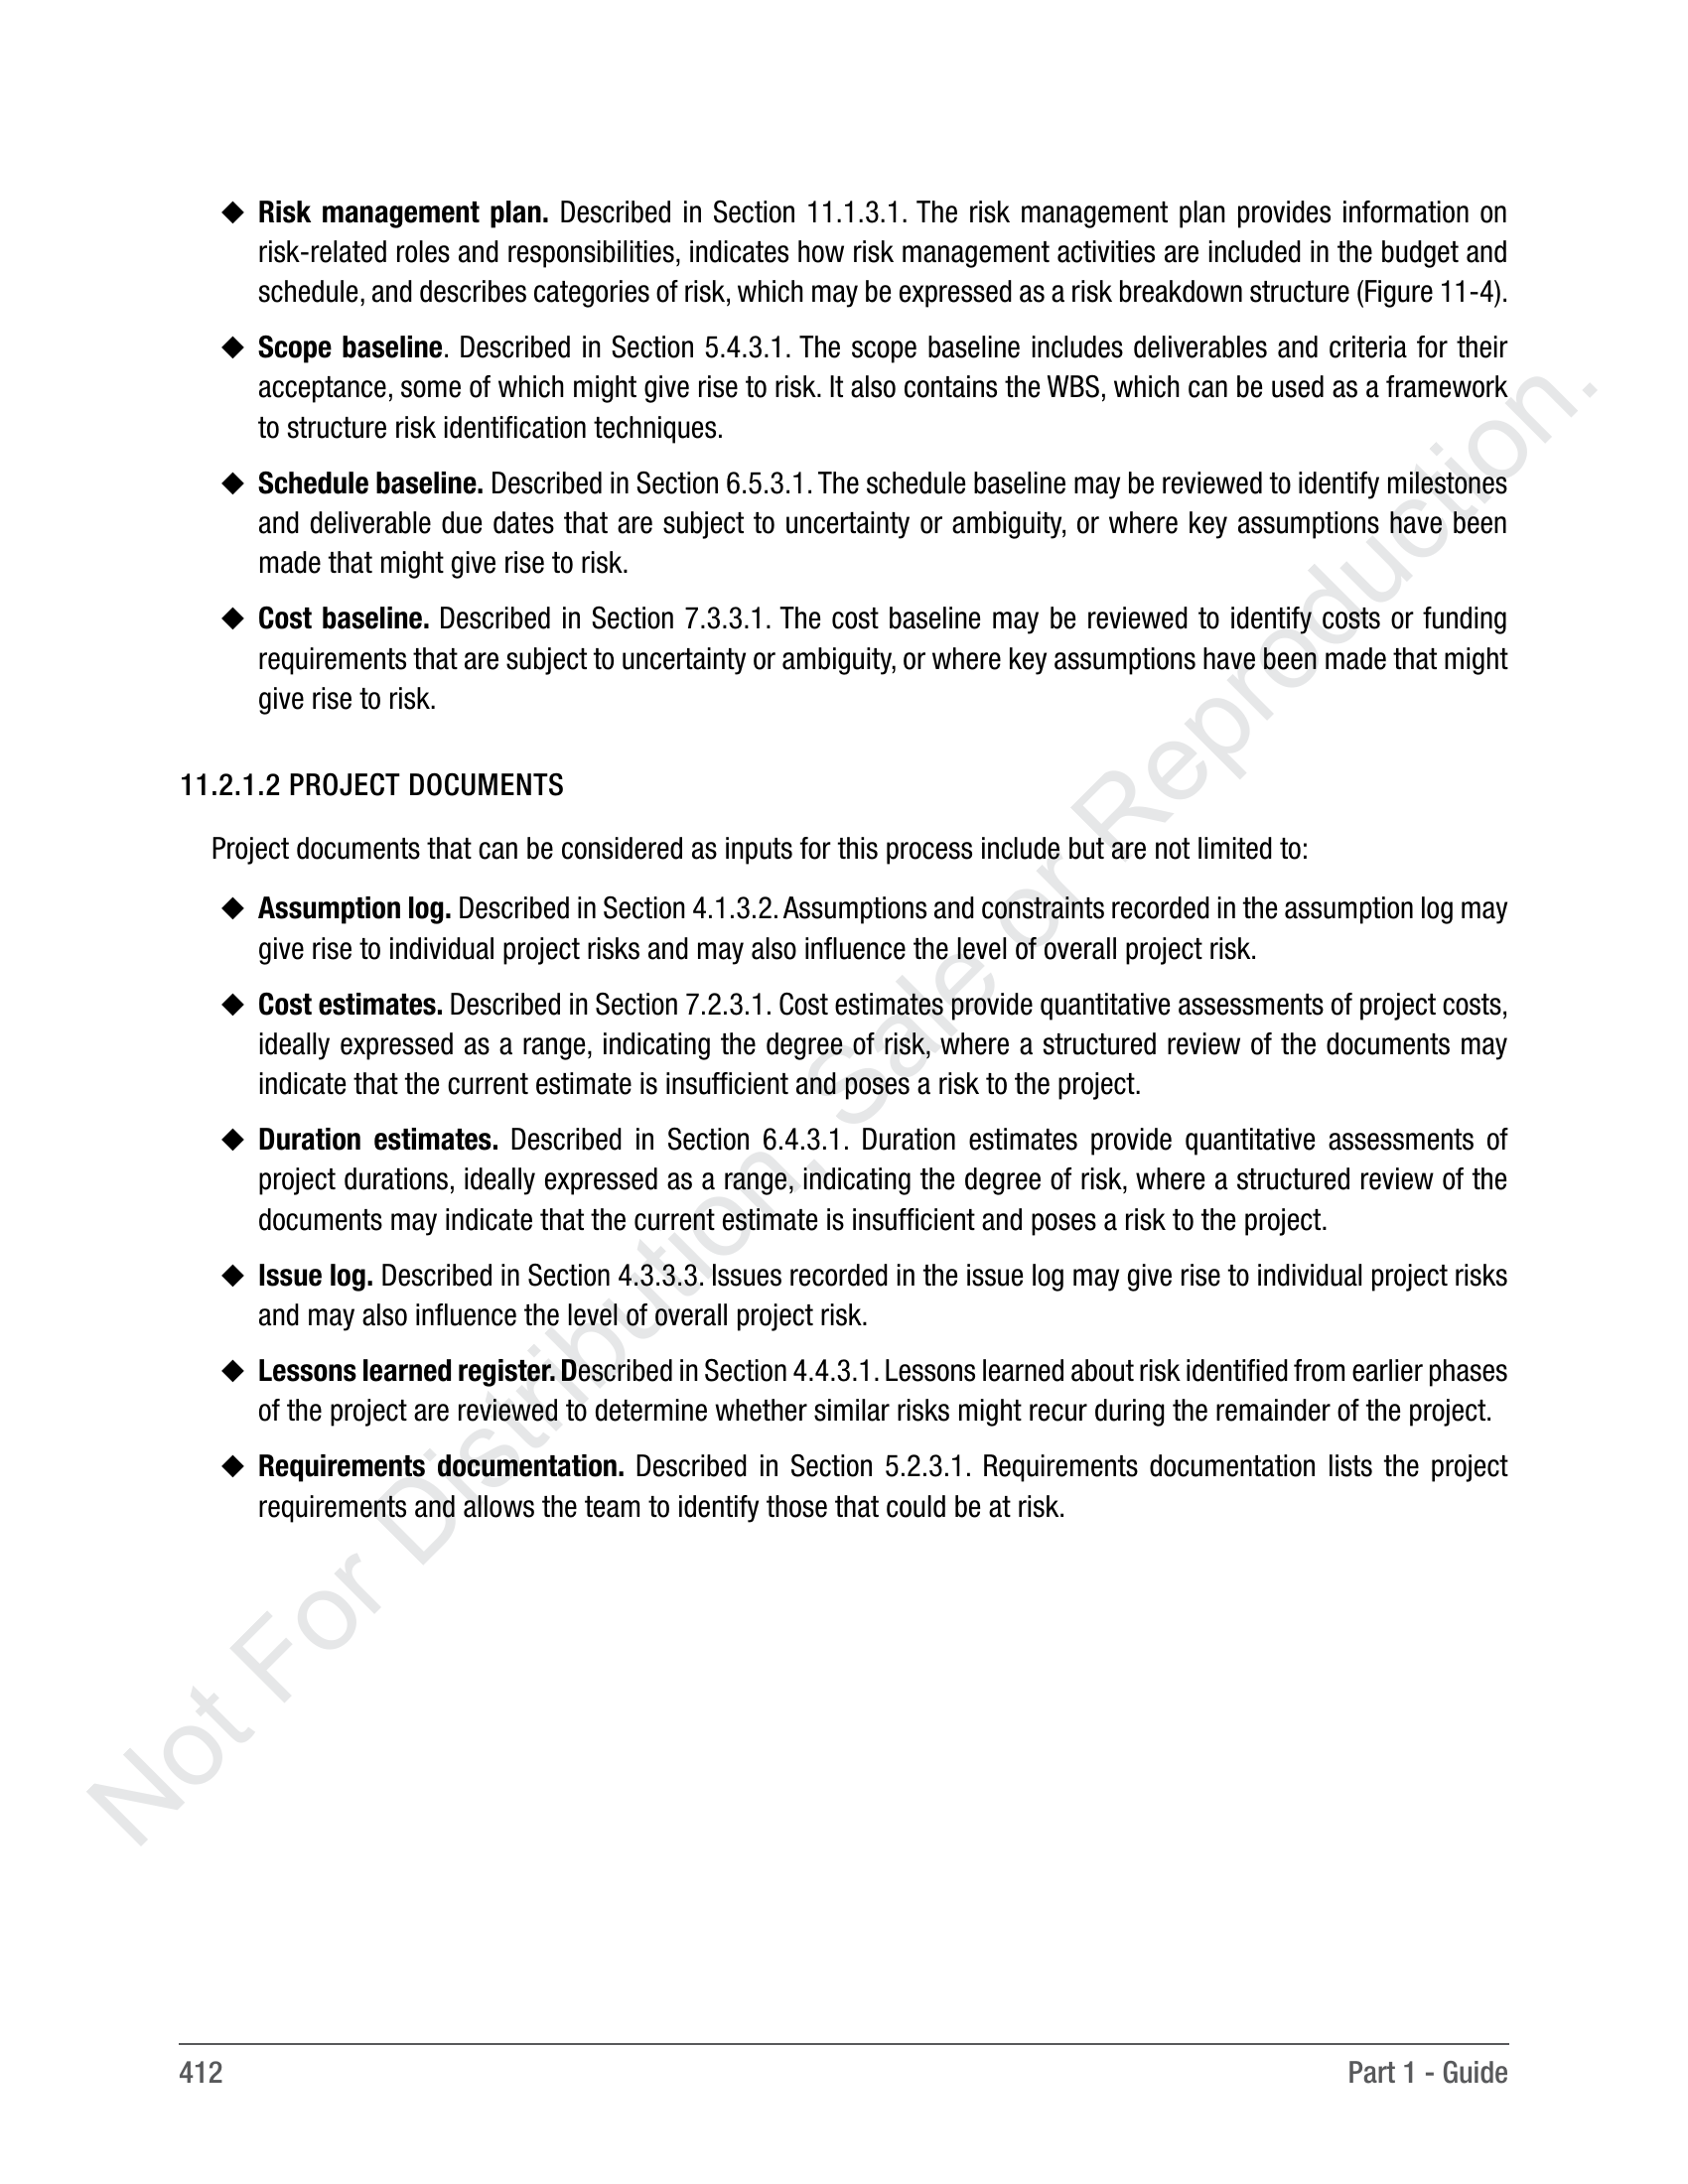 ◆ Risk management plan. Described in Section 11.1.3.1. The risk management plan provides information on
risk-related roles and responsibilities, indicates how risk management activities are included in the budget and
schedule, and describes categories of risk, which may be expressed as a risk breakdown structure (Figure 11-4).
◆ Scope baseline. Described in Section 5.4.3.1. The scope baseline includes deliverables and criteria for their
acceptance, some of which might give rise to risk. It also contains the WBS, which can be used as a framework
to structure risk identification techniques.
◆ Schedule baseline. Described in Section 6.5.3.1. The schedule baseline may be reviewed to identify milestones
and deliverable due dates that are subject to uncertainty or ambiguity, or where key assumptions have been
made that might give rise to risk.
◆ Cost baseline. Described in Section 7.3.3.1. The cost baseline may be reviewed to identify costs or funding
requirements that are subject to uncertainty or ambiguity, or where key assumptions have been made that might
give rise to risk.
11.2.1.2 PROJECT DOCUMENTS
Project documents that can be considered as inputs for this process include but are not limited to:
◆ Assumption log. Described in Section 4.1.3.2. Assumptions and constraints recorded in the assumption log may
give rise to individual project risks and may also influence the level of overall project risk.
◆ Cost estimates. Described in Section 7.2.3.1. Cost estimates provide quantitative assessments of project costs,
ideally expressed as a range, indicating the degree of risk, where a structured review of the documents may
indicate that the current estimate is insufficient and poses a risk to the project.
◆ Duration estimates. Described in Section 6.4.3.1. Duration estimates provide quantitative assessments of
project durations, ideally expressed as a range, indicating the degree of risk, where a structured review of the
documents may indicate that the current estimate is insufficient and poses a risk to the project.
◆ Issue log. Described in Section 4.3.3.3. Issues recorded in the issue log may give rise to individual project risks
and may also influence the level of overall project risk.
◆ Lessons learned register. Described in Section 4.4.3.1. Lessons learned about risk identified from earlier phases
of the project are reviewed to determine whether similar risks might recur during the remainder of the project.
◆ Requirements documentation. Described in Section 5.2.3.1. Requirements documentation lists the project
requirements and allows the team to identify those that could be at risk.
Not For Distribution, Sale or Reproduction.
412
Part 1 - Guide